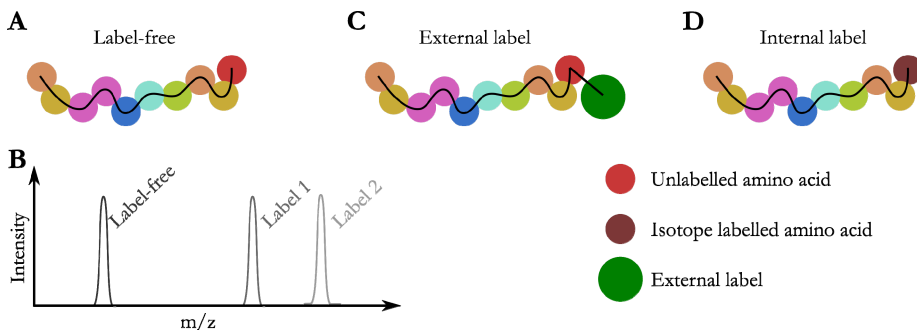 A
Label-free
C
External label
D
Internal label
B
Intensity
Label-free
Label 1
Label 2
m/z
Unlabelled amino acid
Isotope labelled amino acid
External label